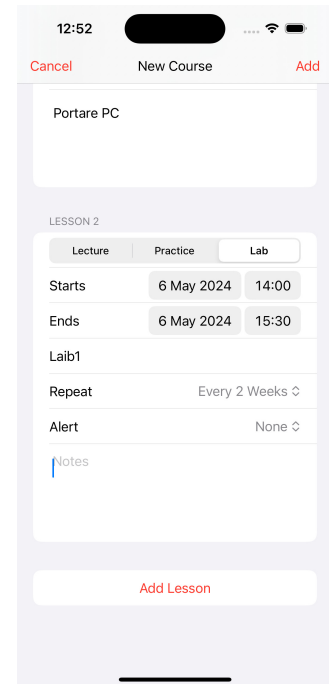 12:52
Cancel New Course Add
Portare PC
LESSON 2
Lecture Practice Lab
Starts 6 May 2024 14:00
Ends 6 May 2024 15:30
Laib1
Repeat Every 2 Weeks
Alert None
Notes
Add Lesson